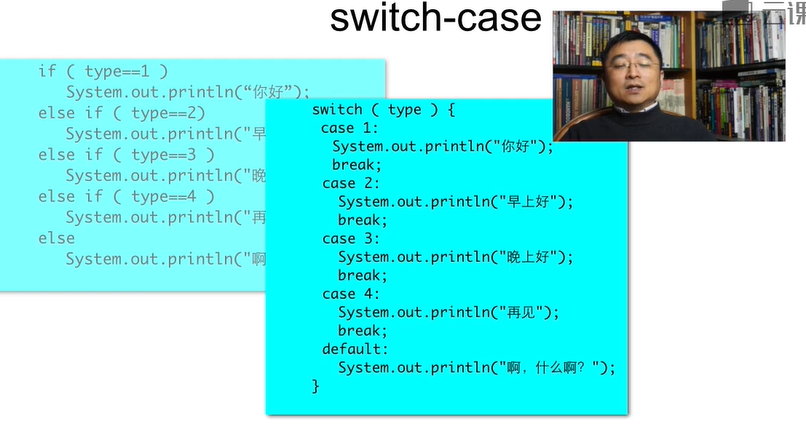 switch-case
云课
if ( type==1 )
System.out.println(“你好”);
else if ( type==2)
System.out.println("早
else if ( type==3 )
System.out.println("晚
else if ( type==4 )
System.out.println("再
else
System.out.println("啊
switch ( type ) {
case 1:
System.out.println("你好");
break;
case 2:
System.out.println("早上好");
break;
case 3:
System.out.println("晚上好");
break;
case 4:
System.out.println("再见");
break;
default:
System.out.println("啊，什么啊？");
}